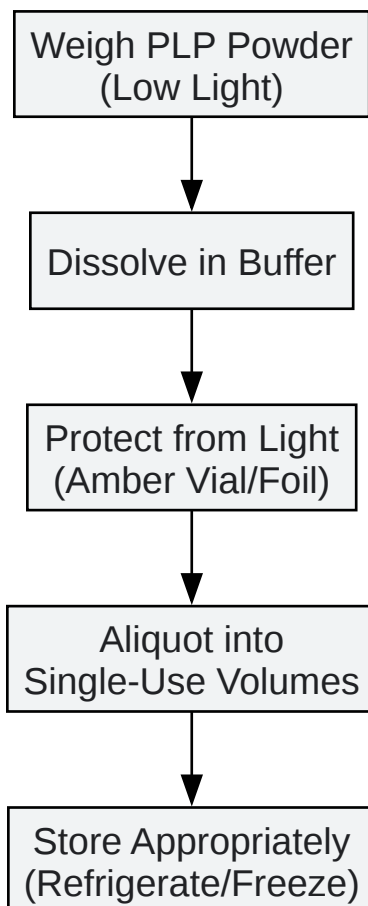 Weigh PLP Powder
(Low Light)
Dissolve in Buffer
Protect from Light
(Amber Vial/Foil)
Aliquot into
Single-Use Volumes
Store Appropriately
(Refrigerate/Freeze)